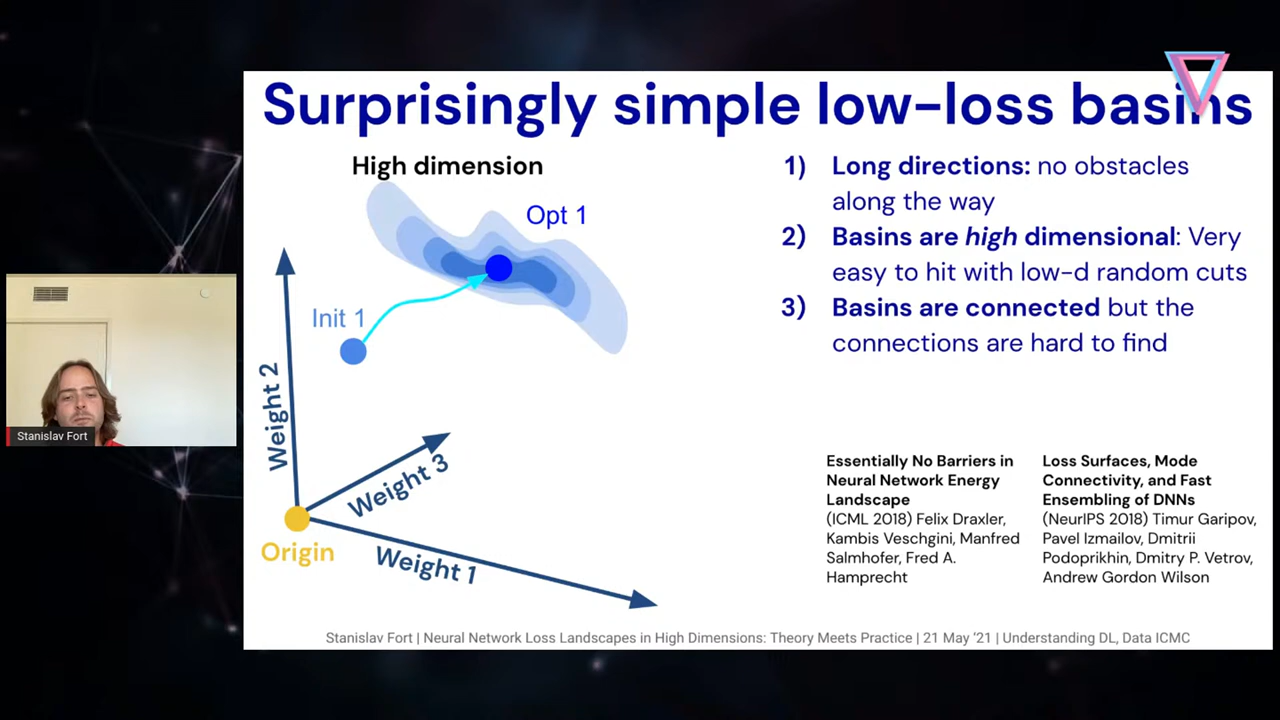 Surprisingly simple low-loss basins
High dimension
Opt 1
Init 1
Weight 2
Weight 3
Origin
Weight 1
1) Long directions: no obstacles
along the way
2) Basins are high dimensional: Very
easy to hit with low-d random cuts
3) Basins are connected but the
connections are hard to find
Essentially No Barriers in
Neural Network Energy
Landscape
(ICML 2018) Felix Draxler,
Kambis Veschgini, Manfred
Salmhofer, Fred A.
Hamprecht
Loss Surfaces, Mode
Connectivity, and Fast
Ensembling of DNNs
(NeurIPS 2018) Timur Garipov,
Pavel Izmailov, Dmitrii
Podoprikhin, Dmitry P. Vetrov,
Andrew Gordon Wilson
Stanislav Fort
Stanislav Fort | Neural Network Loss Landscapes in High Dimensions: Theory Meets Practice | 21 May '21 | Understanding DL, Data ICMC